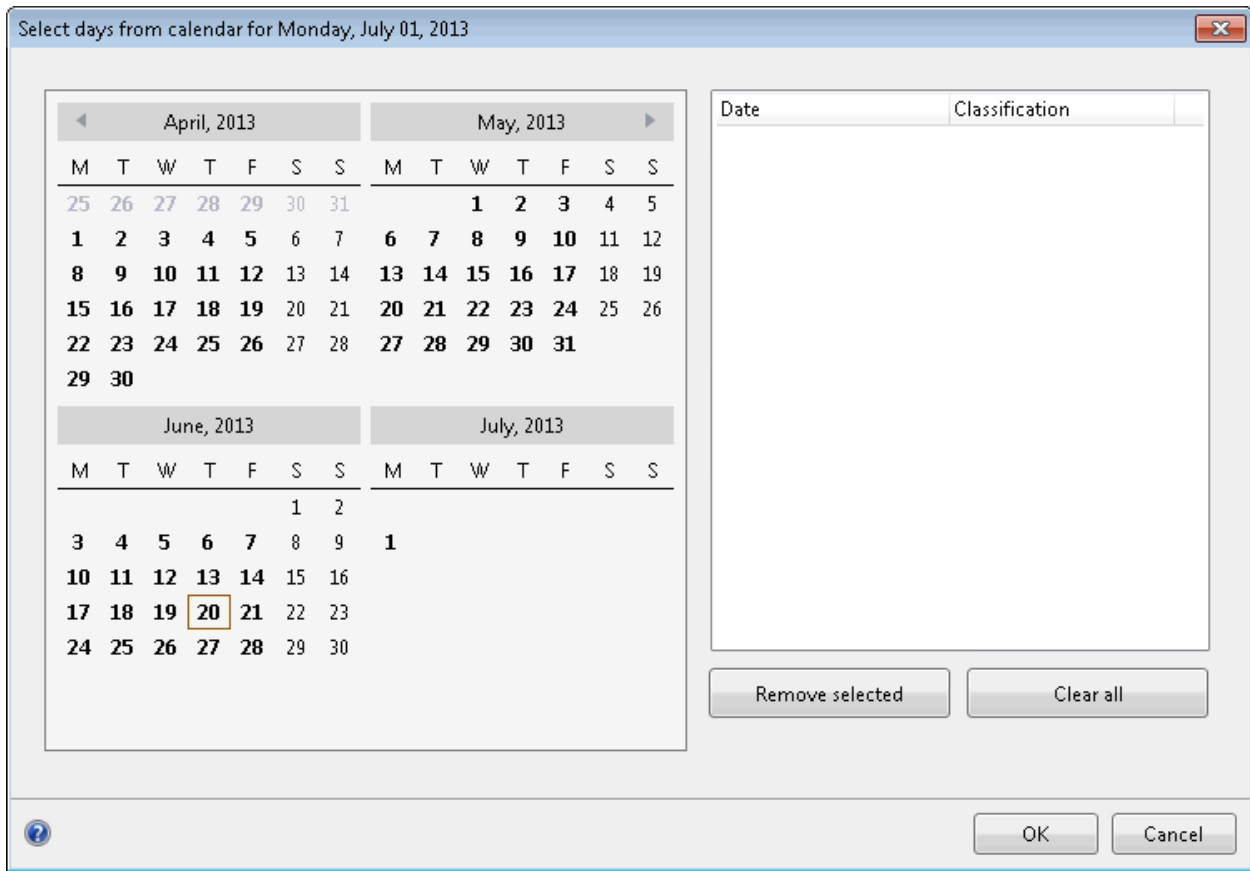 Select days from calendar for Monday, July 01, 2013
April, 2013 May, 2013
M T W T F S S M T W T F S S
25 26 27 28 29 30 31 1 2 3 4 5
1 2 3 4 5 6 7 6 7 8 9 10 11 12
8 9 10 11 12 13 14 13 14 15 16 17 18 19
15 16 17 18 19 20 21 20 21 22 23 24 25 26
22 23 24 25 26 27 28 27 28 29 30 31
29 30
June, 2013 July, 2013
M T W T F S S M T W T F S S
1 2
3 4 5 6 7 8 9 1
10 11 12 13 14 15 16
17 18 19 20 21 22 23
24 25 26 27 28 29 30
Date Classification
Remove selected Clear all
? OK Cancel